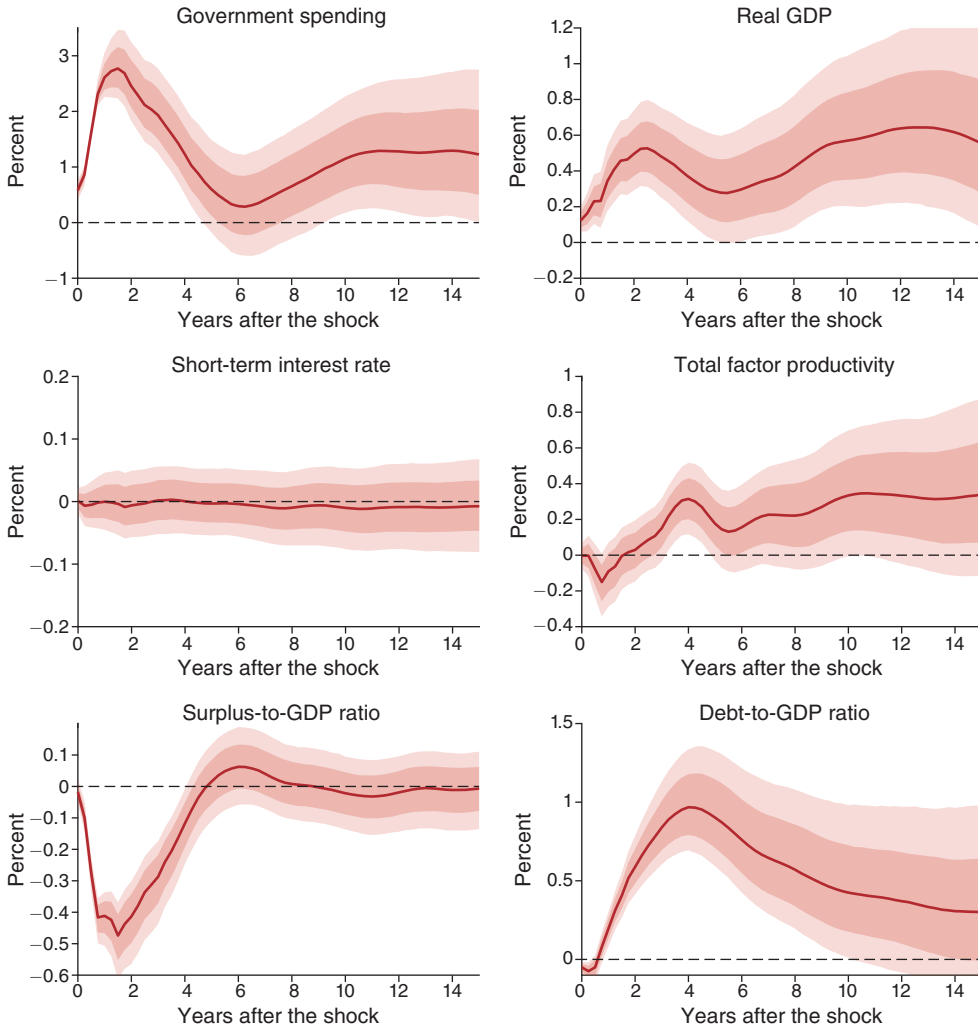 Government spending
Percent
3
2
1
0
−1
0 2 4 6 8 10 12 14
Years after the shock
Real GDP
Percent
1.2
1
0.8
0.6
0.4
0.2
0
−0.2
0 2 4 6 8 10 12 14
Years after the shock
Short-term interest rate
Percent
0.2
0.1
0
−0.1
−0.2
0 2 4 6 8 10 12 14
Years after the shock
Total factor productivity
Percent
1
0.8
0.6
0.4
0.2
0
−0.2
−0.4
0 2 4 6 8 10 12 14
Years after the shock
Surplus-to-GDP ratio
Percent
0.1
0
−0.1
−0.2
−0.3
−0.4
−0.5
−0.6
0 2 4 6 8 10 12 14
Years after the shock
Debt-to-GDP ratio
Percent
1.5
1
0.5
0
0 2 4 6 8 10 12 14
Years after the shock